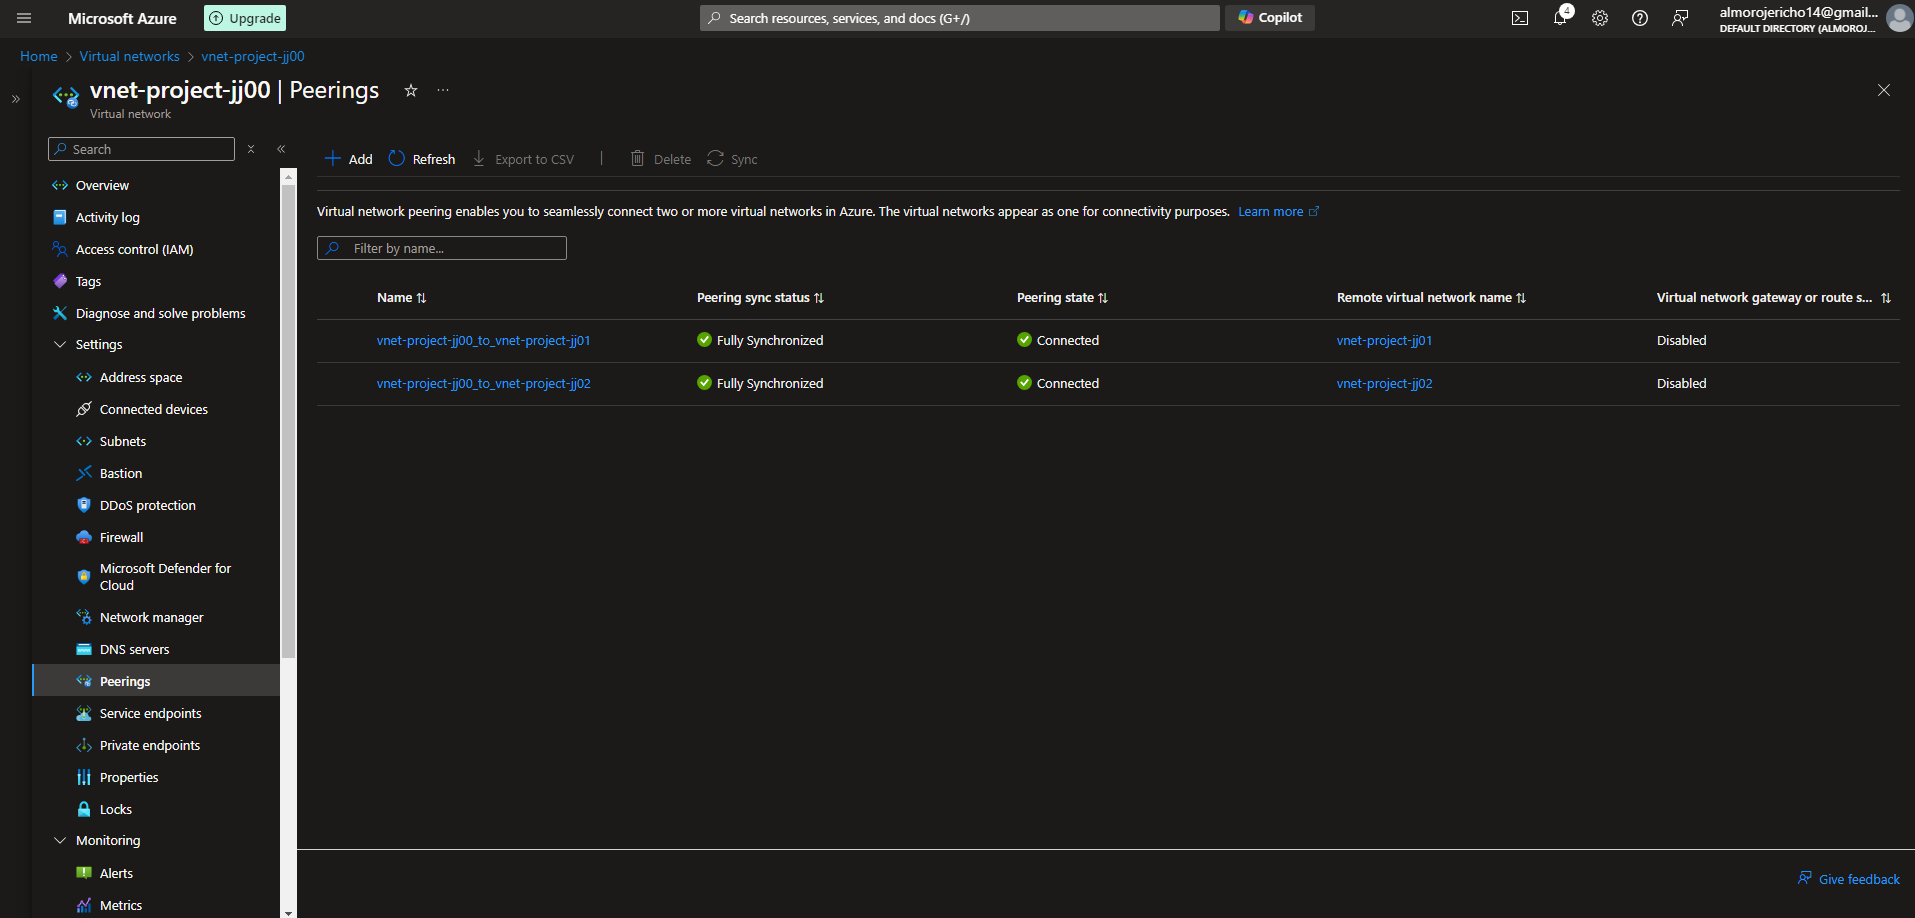 Microsoft Azure
Upgrade
Search resources, services, and docs (G+/)
Copilot
4
almorojericho14@gmail...
DEFAULT DIRECTORY (ALMOROJ...
Home > Virtual networks > vnet-project-jj00
vnet-project-jj00 | Peerings
Virtual network
Search
Add
Refresh
Export to CSV
Delete
Sync
Overview
Activity log
Access control (IAM)
Tags
Diagnose and solve problems
Settings
Address space
Connected devices
Subnets
Bastion
DDoS protection
Firewall
Microsoft Defender for
Cloud
Network manager
DNS servers
Peerings
Service endpoints
Private endpoints
Properties
Locks
Monitoring
Alerts
Metrics
Virtual network peering enables you to seamlessly connect two or more virtual networks in Azure. The virtual networks appear as one for connectivity purposes. Learn more
Filter by name...
Name Peering sync status Peering state Remote virtual network name Virtual network gateway or route s...
vnet-project-jj00_to_vnet-project-jj01 Fully Synchronized Connected vnet-project-jj01 Disabled
vnet-project-jj00_to_vnet-project-jj02 Fully Synchronized Connected vnet-project-jj02 Disabled
Give feedback